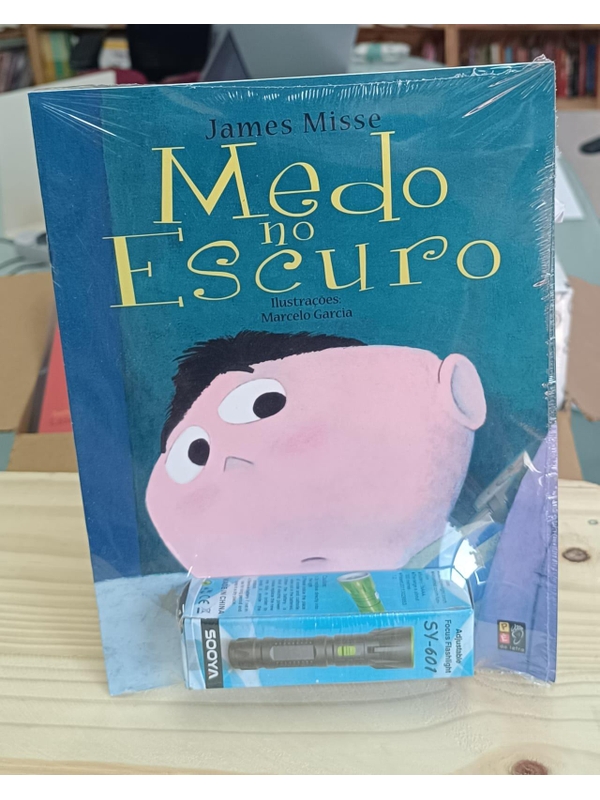 James Misse
Medo
no
Escuro
Ilustrações:
Marcelo Garcia
SOOYA
SY-601
Adjustable
Focus Flashlight